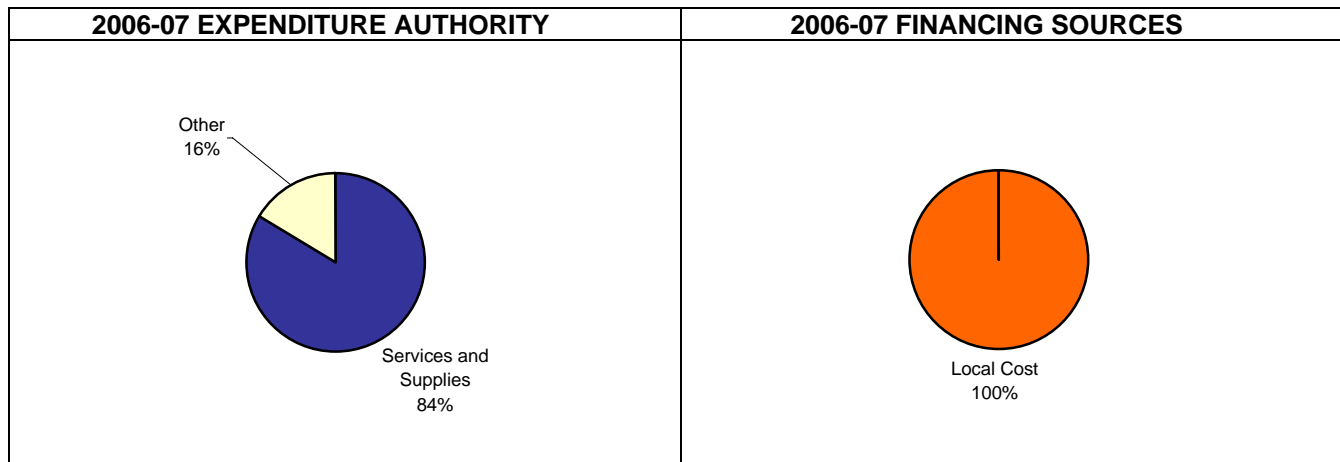 2006-07 EXPENDITURE AUTHORITY
2006-07 FINANCING SOURCES
Other
16%
Services and
Supplies
84%
Local Cost
100%